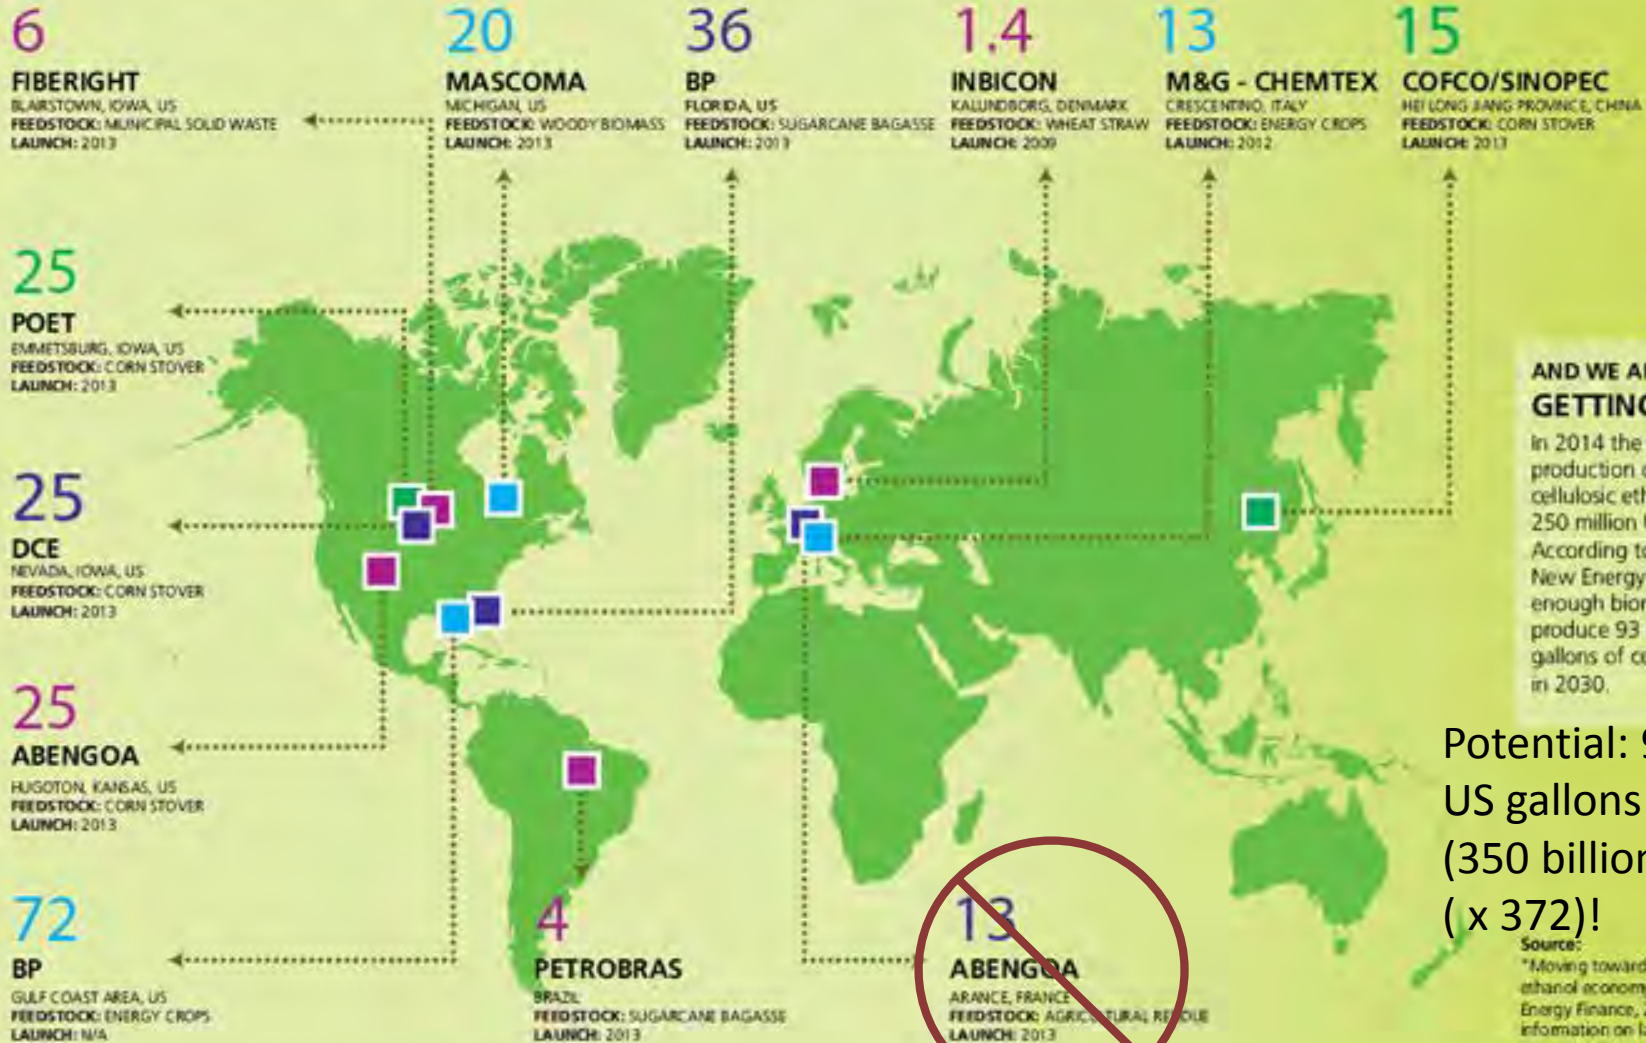 6
FIBERIGHT
BLAIRSTOWN, IOWA, US
FEEDSTOCK: MUNICIPAL SOLID WASTE
LAUNCH: 2013
20
MASCOMA
MICHIGAN, US
FEEDSTOCK: WOODY BIOMASS
LAUNCH: 2013
36
BP
FLORIDA, US
FEEDSTOCK: SUGARCANE BAGASSE
LAUNCH: 2013
1.4
INBICON
KALUNDBORG, DENMARK
FEEDSTOCK: WHEAT STRAW
LAUNCH: 2009
13
M&G - CHEMTEX
CRESCENTINO, ITALY
FEEDSTOCK: ENERGY CROPS
LAUNCH: 2012
15
COFCO/SINOPEC
HEI LONG JIANG PROVINCE, CHINA
FEEDSTOCK: CORN STOVER
LAUNCH: 2013
25
POET
EMMETSBURG, IOWA, US
FEEDSTOCK: CORN STOVER
LAUNCH: 2013
25
DCE
NEVADA, IOWA, US
FEEDSTOCK: CORN STOVER
LAUNCH: 2013
25
ABENGOA
HUGOTON, KANSAS, US
FEEDSTOCK: CORN STOVER
LAUNCH: 2013
72
BP
GULF COAST AREA, US
FEEDSTOCK: ENERGY CROPS
LAUNCH: N/A
4
PETROBRAS
BRAZIL
FEEDSTOCK: SUGARCANE BAGASSE
LAUNCH: 2013
13
ABENGOA
ARANCE, FRANCE
FEEDSTOCK: AGRICULTURAL RESIDUE
LAUNCH: 2013
AND WE
GETTING
In 2014 the
production
cellulosic
250 million
According
New Energy
enough
produce 93
gallons of
in 2030.
Potential:
US gallons
(350 billion
( x 372)!
Source:
"Moving toward
ethanol
Energy Finance,
information on